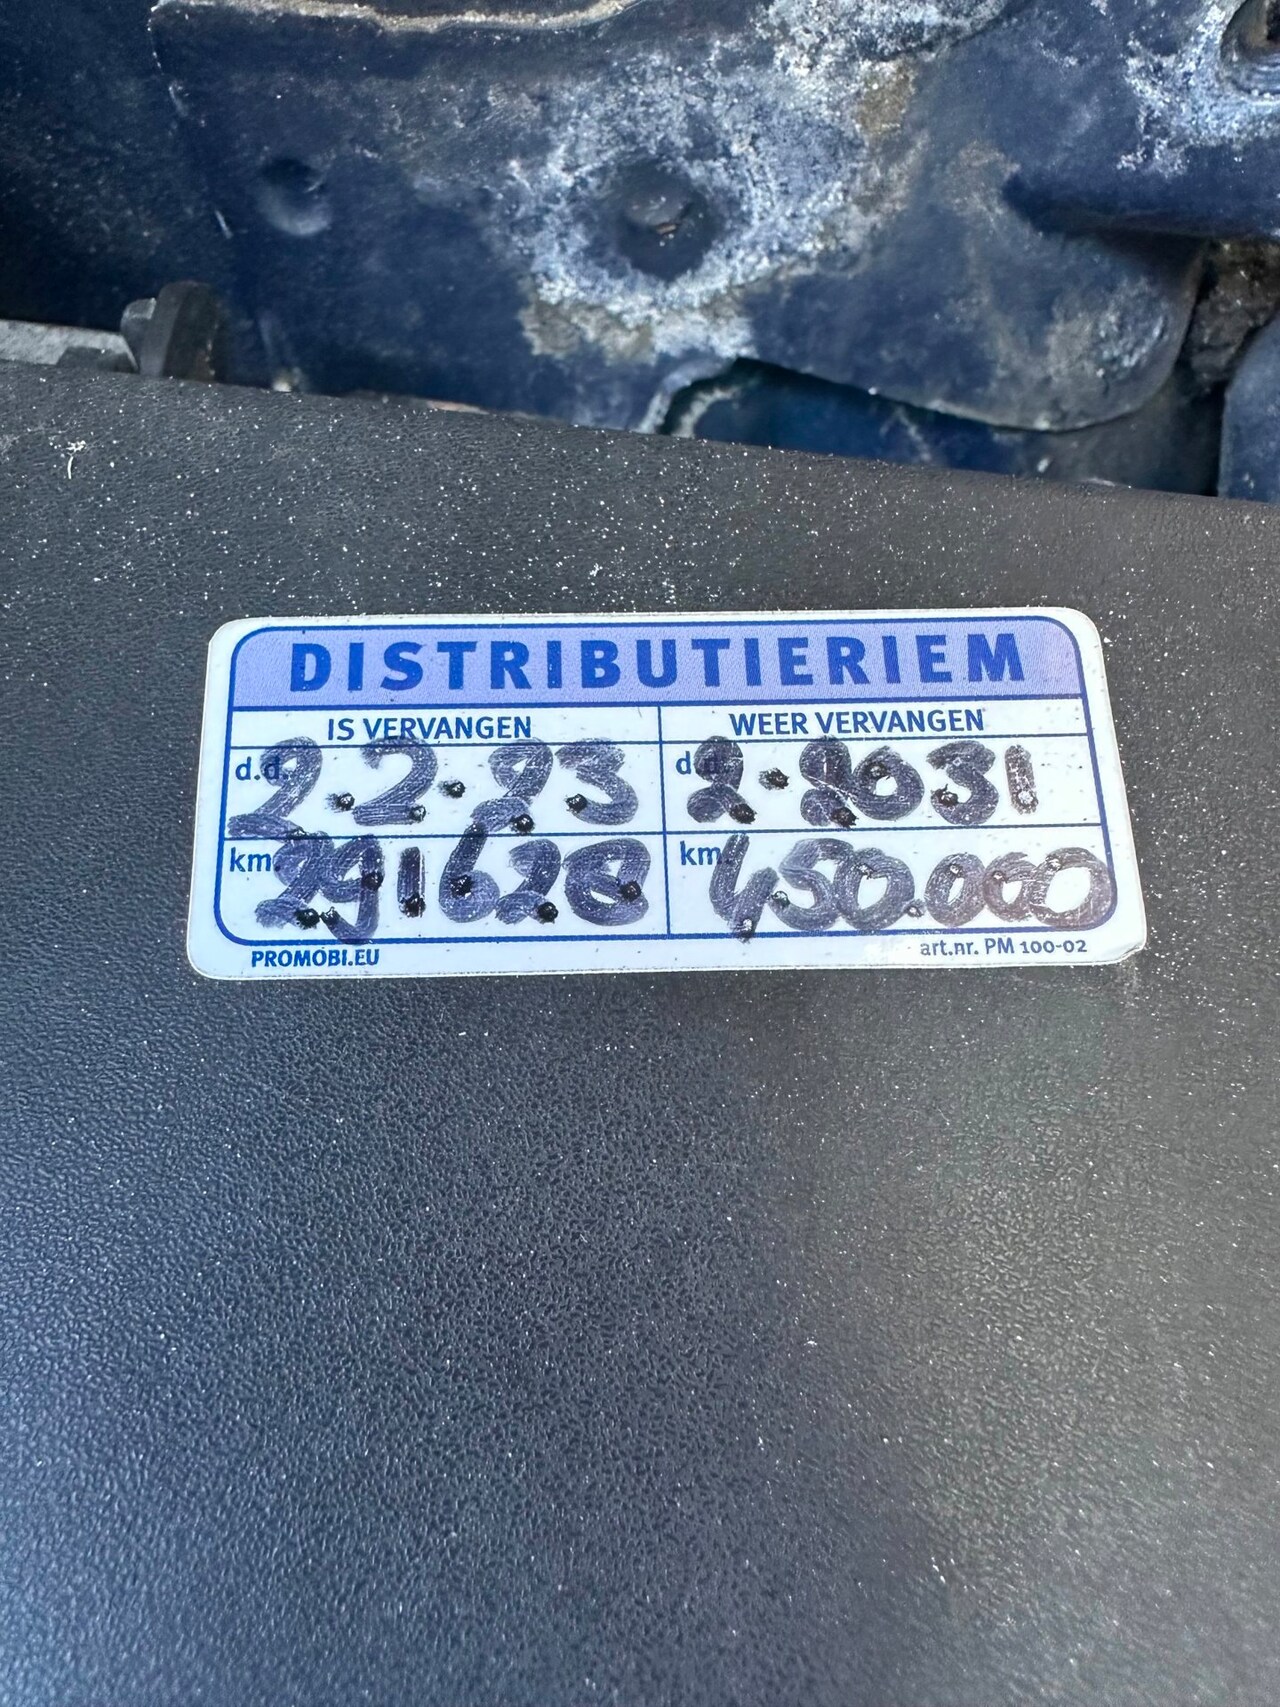 DISTRIBUTIERIEM
IS VERVANGEN
WEER VERVANGEN
d.d. 2.2.23
d.d. 2.2031
km. 291628
km. 450.000
PROMOBI.EU
art.nr. PM 100-02